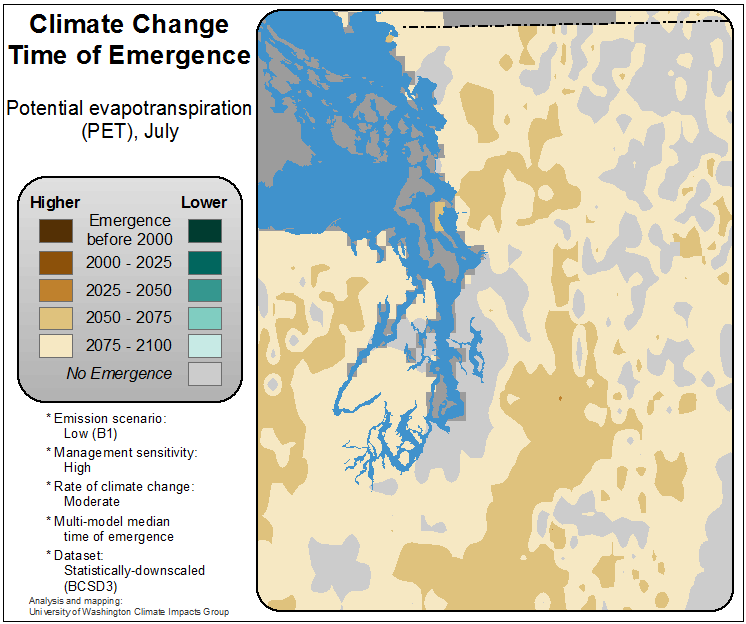 Climate Change
Time of Emergence
Potential evapotranspiration
(PET), July
Higher
Lower
Emergence
before 2000
2000 - 2025
2025 - 2050
2050 - 2075
2075 - 2100
No Emergence
* Emission scenario:
Low (B1)
* Management sensitivity:
High
* Rate of climate change:
Moderate
* Multi-model median
time of emergence
* Dataset:
Statistically-downscaled
(BCSD3)
Analysis and mapping:
University of Washington Climate Impacts Group